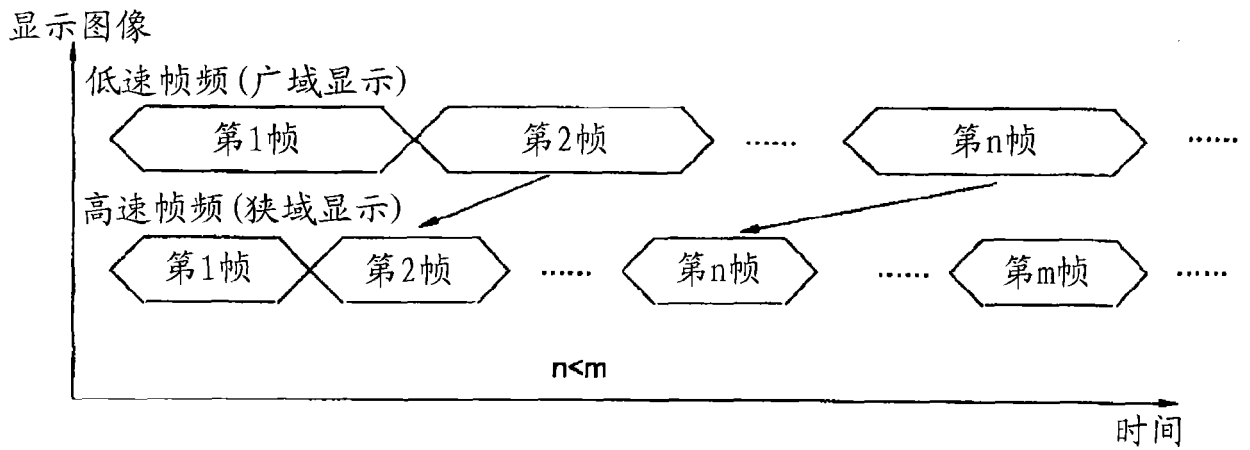 显示图像
低速帧频(广域显示)
第1帧 第2帧 …… 第n帧 ……
高速帧频(狭域显示)
第1帧 第2帧 …… 第n帧 …… 第m帧 ……
n<m
时间